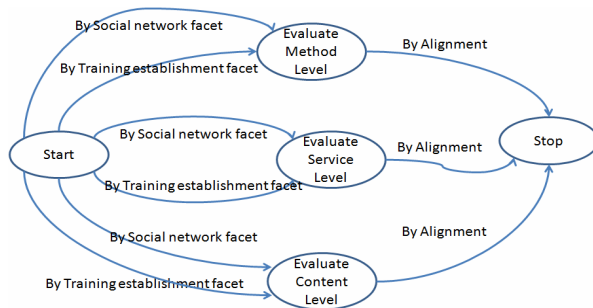 By Social network facet
Evaluate
Method
Level
By Alignment
By Training establishment facet
By Social network facet
Start
Evaluate
Service
Level
By Alignment
Stop
By Training establishment facet
By Social network facet
By Alignment
Evaluate
Content
Level
By Training establishment facet